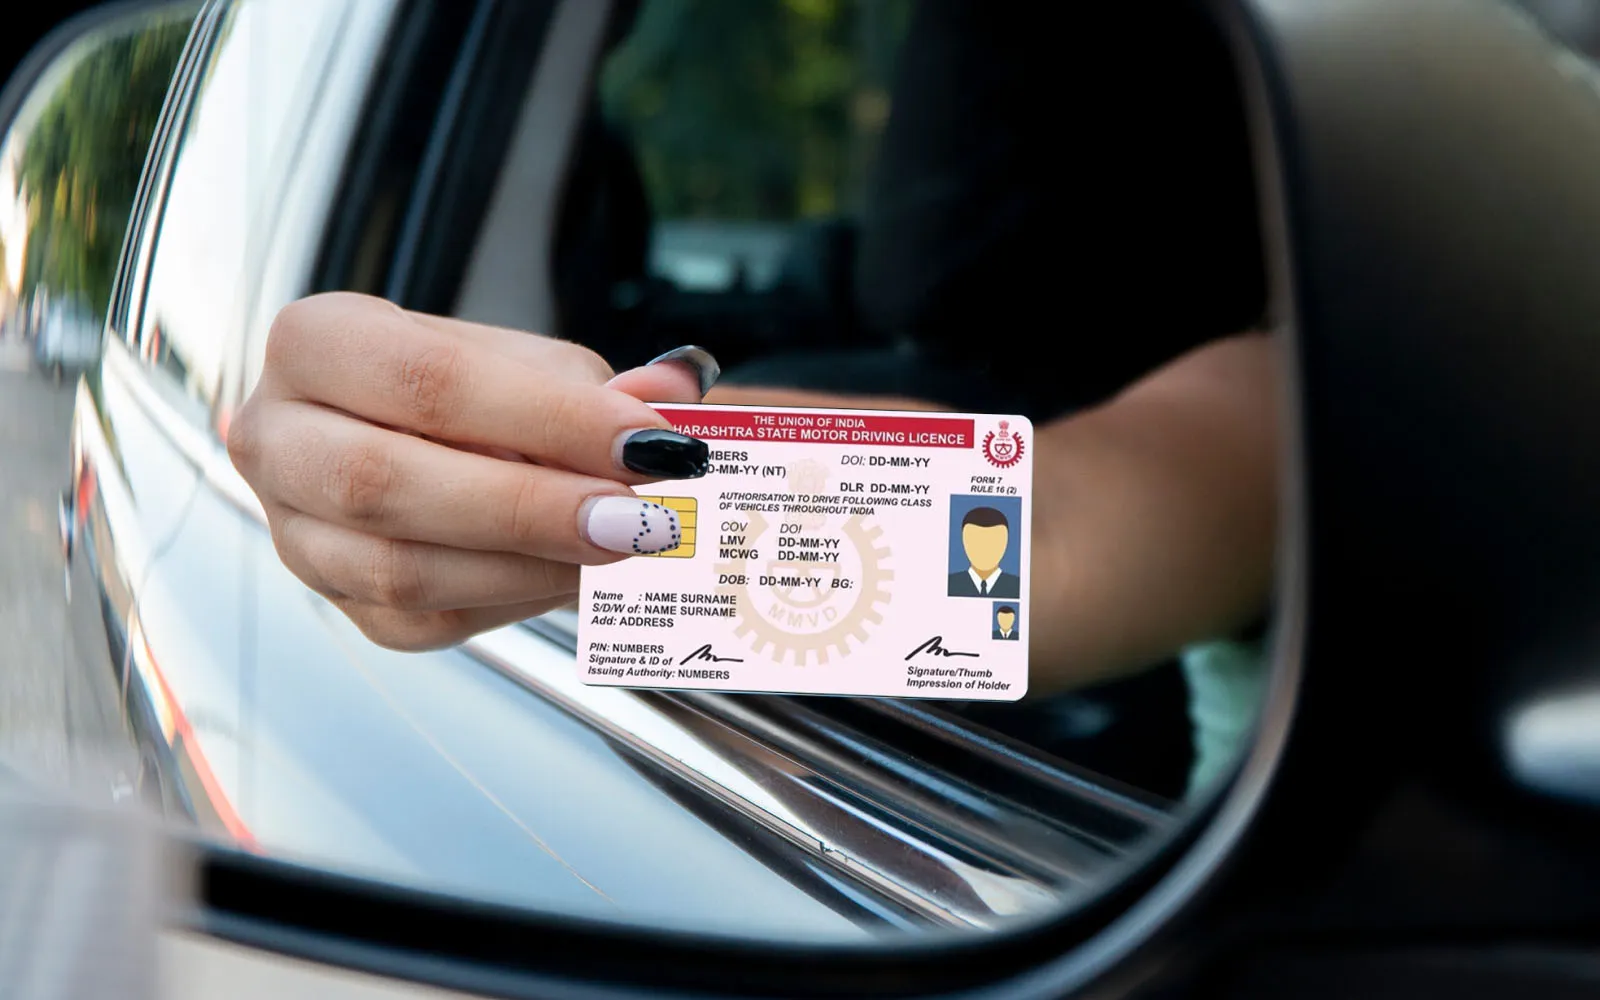 THE UNION OF INDIA
HARASHTRA STATE MOTOR DRIVING LICENCE
MBERS
DOI: DD-MM-YY
D-MM-YY (NT)
DLR DD-MM-YY
FORM 7
RULE 16 (2)
AUTHORISATION TO DRIVE FOLLOWING CLASS
OF VEHICLES THROUGHOUT INDIA
COV DOI
LMV DD-MM-YY
MCWG DD-MM-YY
DOB: DD-MM-YY BG:
MMVD
Name : NAME SURNAME
S/D/W of: NAME SURNAME
Add: ADDRESS
PIN: NUMBERS
Signature & ID of
Issuing Authority: NUMBERS
Signature/Thumb
Impression of Holder